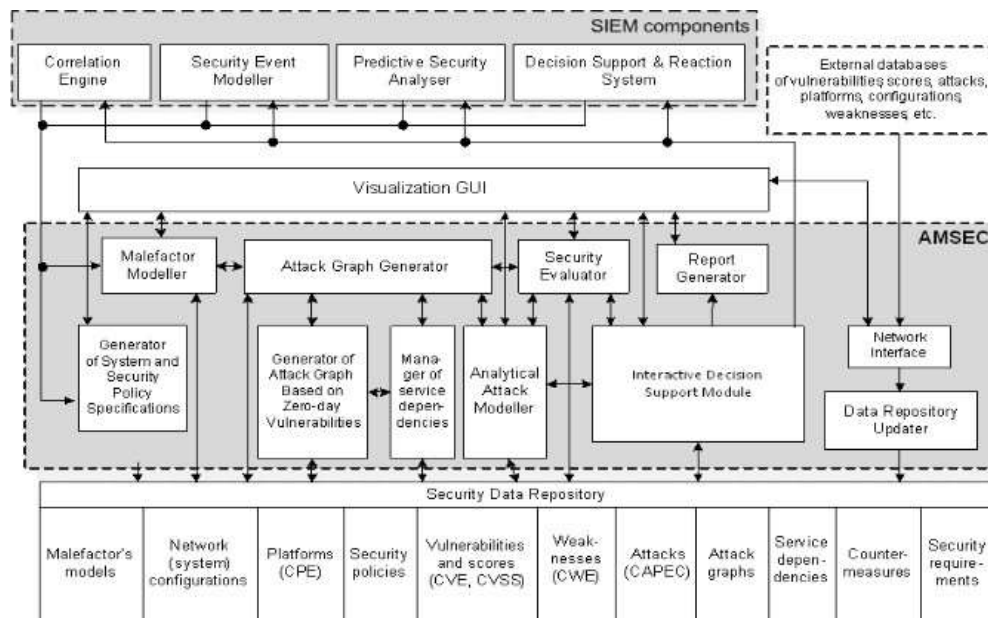 SIEM components
Correlation
Engine
Security Event
Modeller
Predictive Security
Analyser
Decision Support & Reaction
System
External databases
of vulnerabilities scores, attacks,
platforms, configurations,
weaknesses, etc.
Visualization GUI
AMSEC
Malefactor
Modeller
Attack Graph Generator
Security
Evaluator
Report
Generator
Generator
of System and
Security
Policy
Specifications
Generator of
Attack Graph
Based on
Zero-day
Vulnerabilities
Mana-
ger of
service
depen-
dencies
Analytical
Attack
Modeller
Interactive Decision
Support Module
Network
Interface
Data Repository
Updater
Security Data Repository
Malefactor's
models
Network
(system)
configurations
Platforms
(CPE)
Security
policies
Vulnerabilities
and scores
(CVE, CVSS)
Weak-
nesses
(CWE)
Attacks
(CAPEC)
Attack
graphs
Service
depen-
dencies
Counter-
measures
Security
require-
ments